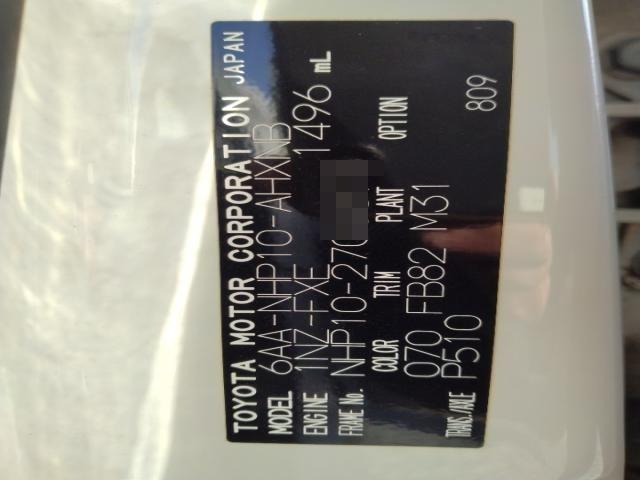 TOYOTA MOTOR CORPORATION JAPAN
MODEL 6AA-NHP10-AHXNB
ENGINE 1NZ-FXE 1496 mL
FRAME No. NHP10-270
COLOR TRIM PLANT OPTION
070 FB82 M31
TRANS./AXLE P510 809